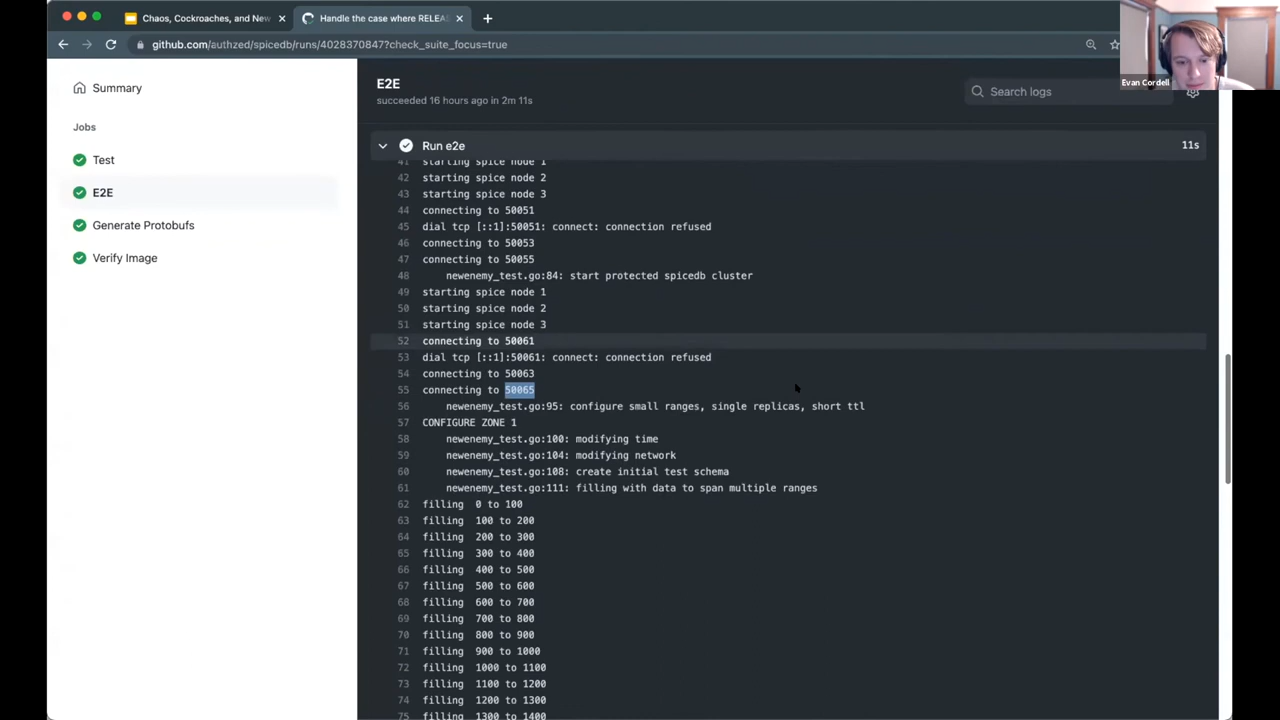 Chaos, Cockroaches, and New
Handle the case where RELEA
github.com/authzed/spicedb/runs/4028370847?check_suite_focus=true
Evan Cordell
Summary
Jobs
Test
E2E
Generate Protobufs
Verify Image
E2E
succeeded 16 hours ago in 2m 11s
Search logs
Run e2e
11s
41 starting spice node 1
42 starting spice node 2
43 starting spice node 3
44 connecting to 50051
45 dial tcp [::1]:50051: connect: connection refused
46 connecting to 50053
47 connecting to 50055
48 newenemy_test.go:84: start protected spicedb cluster
49 starting spice node 1
50 starting spice node 2
51 starting spice node 3
52 connecting to 50061
53 dial tcp [::1]:50061: connect: connection refused
54 connecting to 50063
55 connecting to 50065
56 newenemy_test.go:95: configure small ranges, single replicas, short ttl
57 CONFIGURE ZONE 1
58 newenemy_test.go:100: modifying time
59 newenemy_test.go:104: modifying network
60 newenemy_test.go:108: create initial test schema
61 newenemy_test.go:111: filling with data to span multiple ranges
62 filling 0 to 100
63 filling 100 to 200
64 filling 200 to 300
65 filling 300 to 400
66 filling 400 to 500
67 filling 500 to 600
68 filling 600 to 700
69 filling 700 to 800
70 filling 800 to 900
71 filling 900 to 1000
72 filling 1000 to 1100
73 filling 1100 to 1200
74 filling 1200 to 1300
75 filling 1300 to 1400